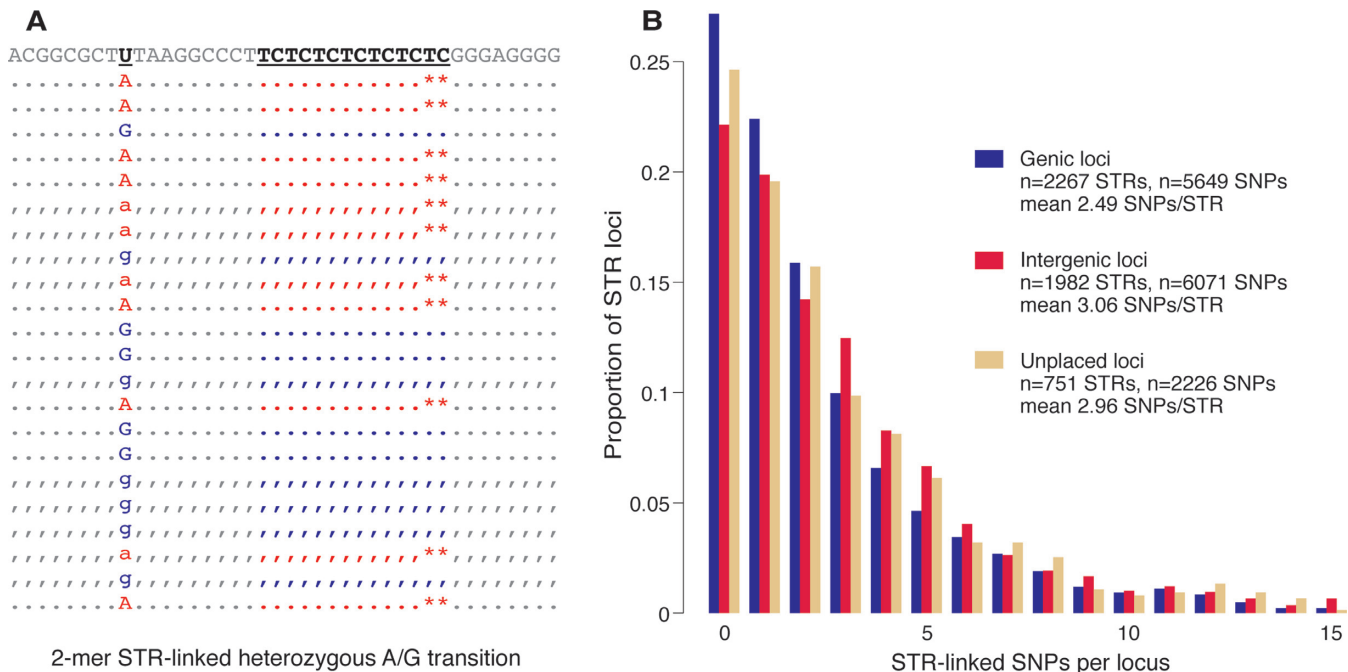 A
ACGGCGCTUTAAGGCCCTTCTCTCTCTCTCTCGGGAGGGG
........A.....................**........
........A.....................**........
........G...............................
........A.....................**........
........A.....................**........
,,,,,,,,a,,,,,,,,,,,,,,,,,,,,,**,,,,,,,,
,,,,,,,,a,,,,,,,,,,,,,,,,,,,,,**,,,,,,,,
,,,,,,,,g,,,,,,,,,,,,,,,,,,,,,,,,,,,,,,,
,,,,,,,,a,,,,,,,,,,,,,,,,,,,,,**,,,,,,,,
........A.....................**........
........G...............................
........G...............................
,,,,,,,,g,,,,,,,,,,,,,,,,,,,,,,,,,,,,,,,
........A.....................**........
........G...............................
........G...............................
,,,,,,,,g,,,,,,,,,,,,,,,,,,,,,,,,,,,,,,,
,,,,,,,,g,,,,,,,,,,,,,,,,,,,,,,,,,,,,,,,
,,,,,,,,g,,,,,,,,,,,,,,,,,,,,,,,,,,,,,,,
,,,,,,,,a,,,,,,,,,,,,,,,,,,,,,**,,,,,,,,
,,,,,,,,g,,,,,,,,,,,,,,,,,,,,,,,,,,,,,,,
........A.....................**........
2-mer STR-linked heterozygous A/G transition
B
Proportion of STR loci
0.25
0.2
0.15
0.1
0.05
0
0 5 10 15
STR-linked SNPs per locus
Genic loci
n=2267 STRs, n=5649 SNPs
mean 2.49 SNPs/STR
Intergenic loci
n=1982 STRs, n=6071 SNPs
mean 3.06 SNPs/STR
Unplaced loci
n=751 STRs, n=2226 SNPs
mean 2.96 SNPs/STR